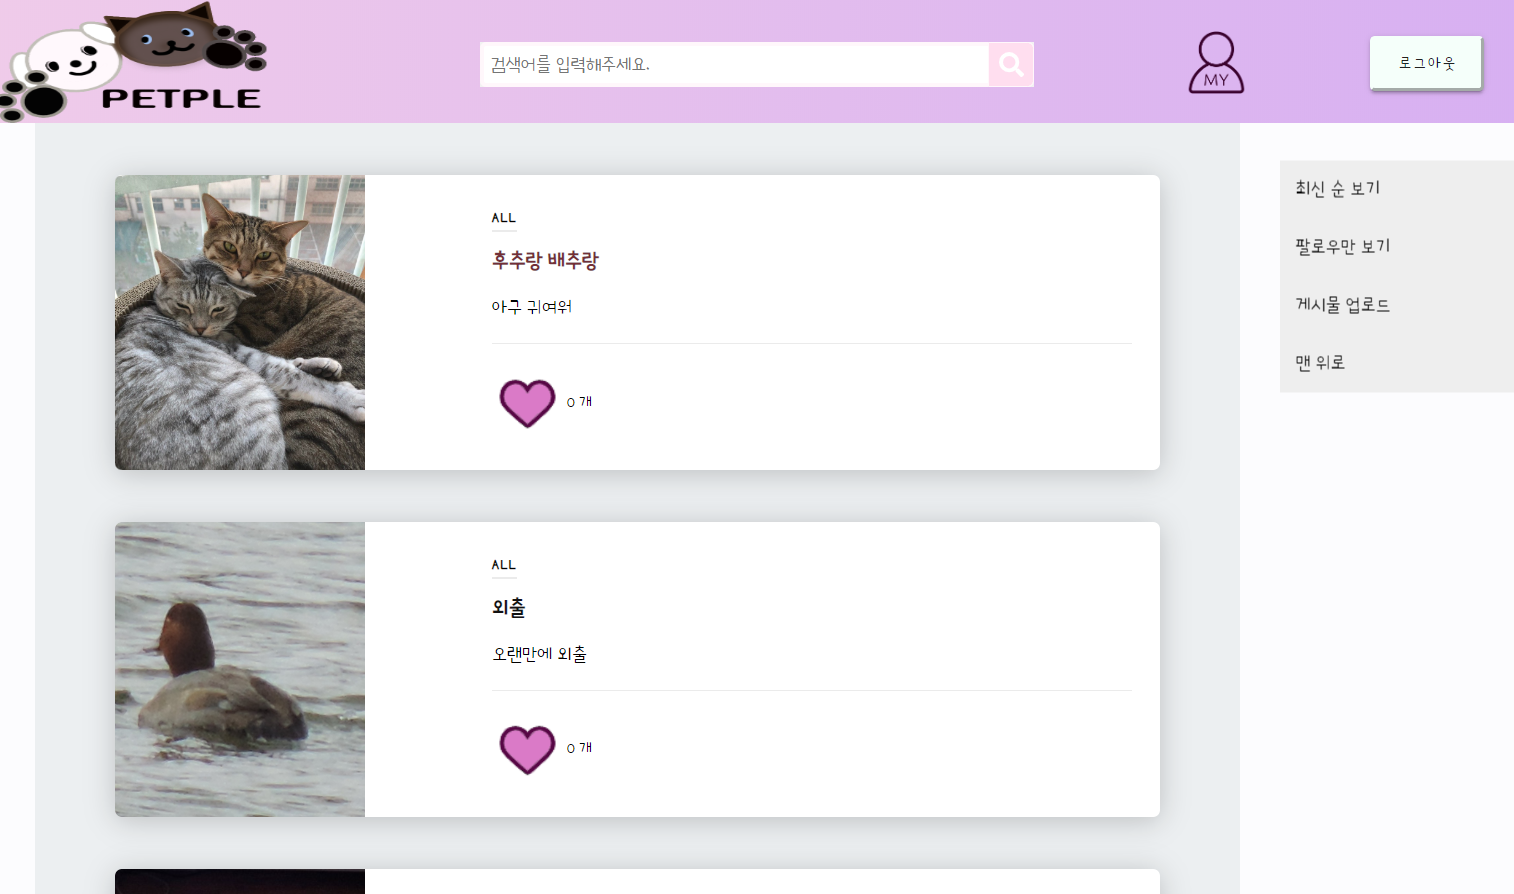 PETPLE
검색어를 입력해주세요.
MY
로그아웃
최신 순 보기
팔로우만 보기
게시물 업로드
맨 위로
ALL
후추랑 배추랑
아구 귀여워
0 개
ALL
외출
오랜만에 외출
0 개